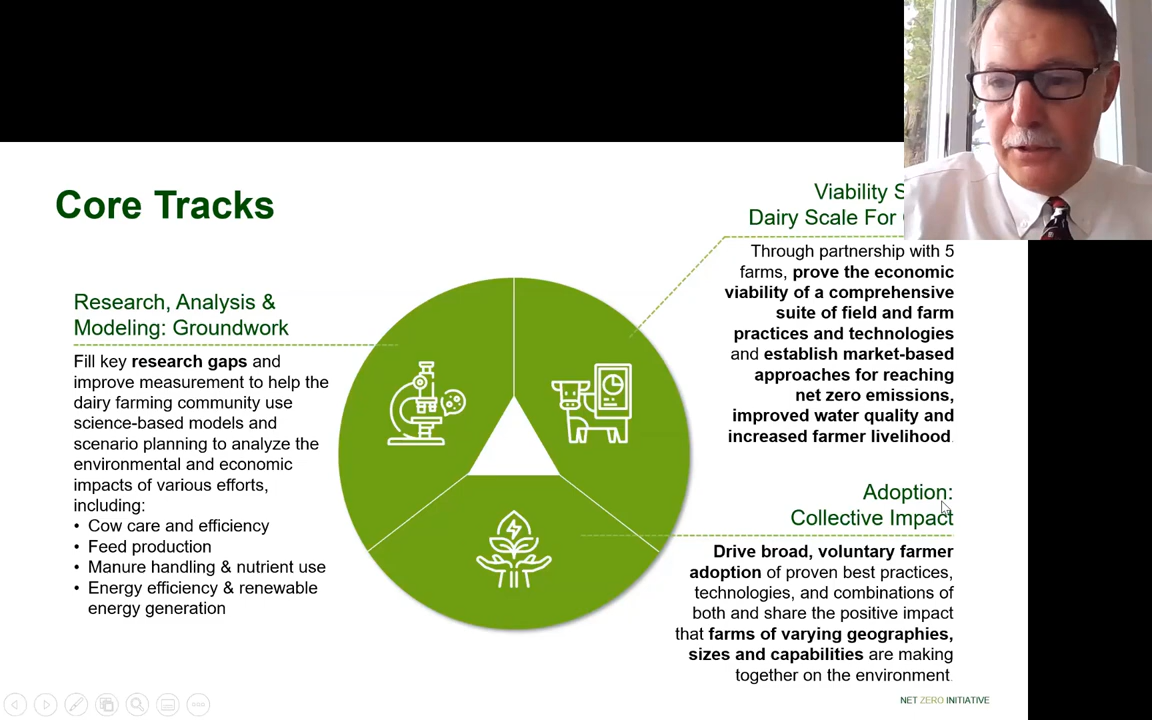 Core Tracks
Research, Analysis &
Modeling: Groundwork
Fill key research gaps and
improve measurement to help the
dairy farming community use
science-based models and
scenario planning to analyze the
environmental and economic
impacts of various efforts,
including:
• Cow care and efficiency
• Feed production
• Manure handling & nutrient use
• Energy efficiency & renewable
energy generation
Viability
Dairy Scale For
Through partnership with 5
farms, prove the economic
viability of a comprehensive
suite of field and farm
practices and technologies
and establish market-based
approaches for reaching
net zero emissions,
improved water quality and
increased farmer livelihood.
Adoption:
Collective Impact
Drive broad, voluntary farmer
adoption of proven best practices,
technologies, and combinations of
both and share the positive impact
that farms of varying geographies,
sizes and capabilities are making
together on the environment.
NET ZERO INITIATIVE